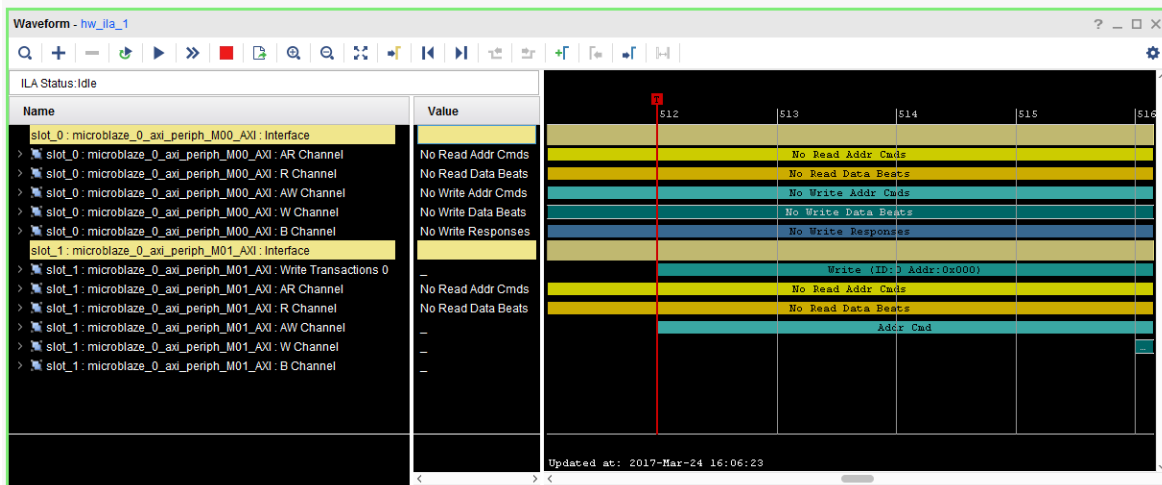 Waveform - hw_ila_1
ILA Status:Idle
Name Value
512 513 514 515 516
slot_0 : microblaze_0_axi_periph_M00_AXI : Interface
slot_0 : microblaze_0_axi_periph_M00_AXI : AR Channel No Read Addr Cmds No Read Addr Cmds
slot_0 : microblaze_0_axi_periph_M00_AXI : R Channel No Read Data Beats No Read Data Beats
slot_0 : microblaze_0_axi_periph_M00_AXI : AW Channel No Write Addr Cmds No Write Addr Cmds
slot_0 : microblaze_0_axi_periph_M00_AXI : W Channel No Write Data Beats No Write Data Beats
slot_0 : microblaze_0_axi_periph_M00_AXI : B Channel No Write Responses No Write Responses
slot_1 : microblaze_0_axi_periph_M01_AXI : Interface
slot_1 : microblaze_0_axi_periph_M01_AXI : Write Transactions 0 _ Write (ID:0 Addr:0x000)
slot_1 : microblaze_0_axi_periph_M01_AXI : AR Channel No Read Addr Cmds No Read Addr Cmds
slot_1 : microblaze_0_axi_periph_M01_AXI : R Channel No Read Data Beats No Read Data Beats
slot_1 : microblaze_0_axi_periph_M01_AXI : AW Channel _ Addr Cmd
slot_1 : microblaze_0_axi_periph_M01_AXI : W Channel _ _
slot_1 : microblaze_0_axi_periph_M01_AXI : B Channel _
Updated at: 2017-Mar-24 16:06:23